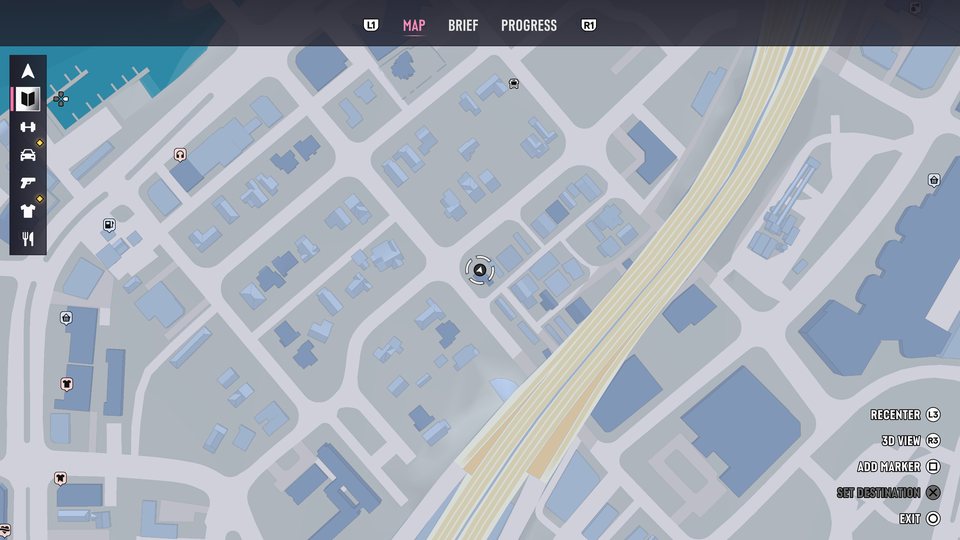 L1 MAP BRIEF PROGRESS R1
RECENTER L3
3D VIEW R3
ADD MARKER
SET DESTINATION
EXIT